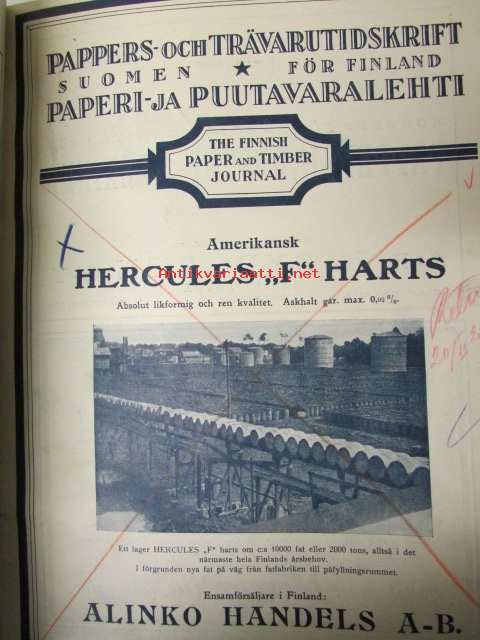 PAPPERS- OCH TRÄVARUTIDSKRIFT
SUOMEN ★ FÖR FINLAND
PAPERI- JA PUUTAVARALEHTI
THE FINNISH
PAPER AND TIMBER
JOURNAL
Amerikansk
HERCULES „F“ HARTS
Antikvariaatti.net
Absolut likformig och ren kvalitet. Askhalt gar. max.
Ett lager HERCULES „F“ harts om c:a 10000 fat eller 2000 tons, alltså i det
närmaste hela Finlands årsbehov.
I förgrunden nya fat på väg från fatfabriken till påfyllningsrummet.
Ensamförsäljare i Finland:
ALINKO HANDELS A-B.